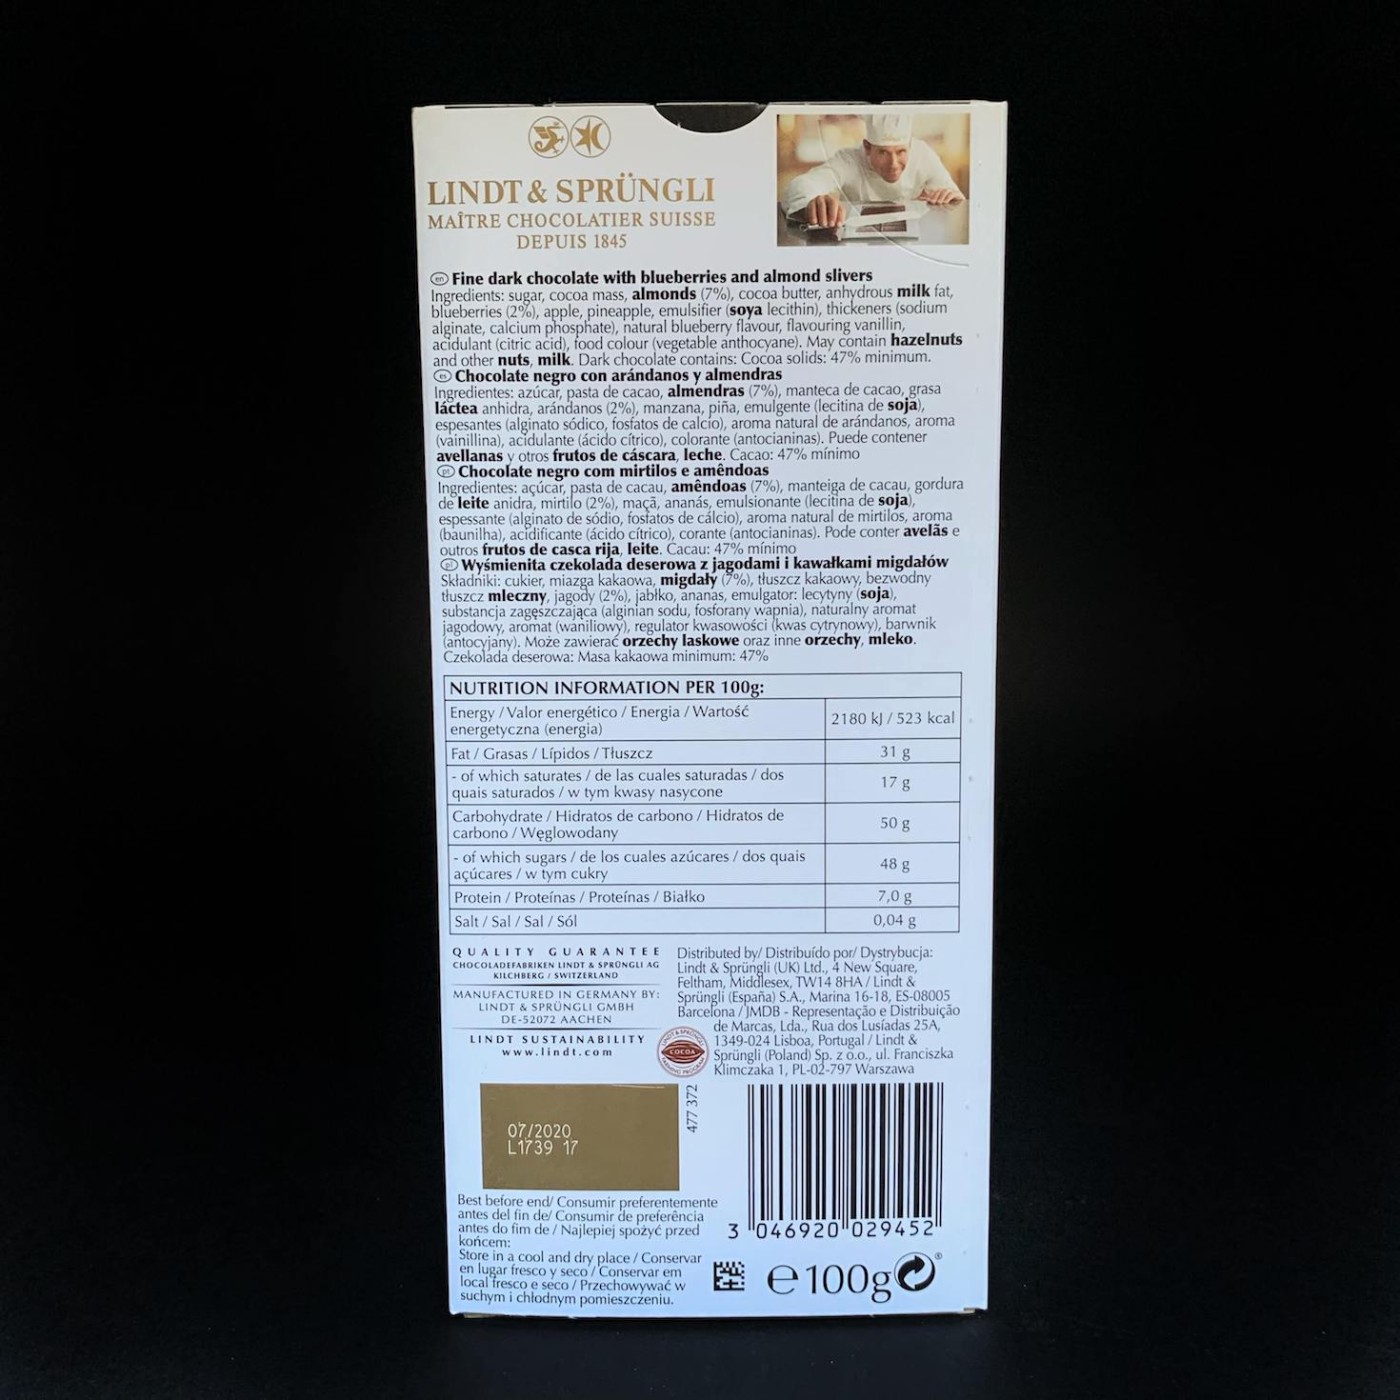 LINDT & SPRÜNGLI
MAÎTRE CHOCOLATIER SUISSE
DEPUIS 1845
en Fine dark chocolate with blueberries and almond slivers
Ingredients: sugar, cocoa mass, almonds (7%), cocoa butter, anhydrous milk fat,
blueberries (2%), apple, pineapple, emulsifier (soya lecithin), thickeners (sodium
alginate, calcium phosphate), natural blueberry flavour, flavouring vanillin,
acidulant (citric acid), food colour (vegetable anthocyane). May contain hazelnuts
and other nuts, milk. Dark chocolate contains: Cocoa solids: 47% minimum.
es Chocolate negro con arándanos y almendras
Ingredientes: azúcar, pasta de cacao, almendras (7%), manteca de cacao, grasa
láctea anhidra, arándanos (2%), manzana, piña, emulgente (lecitina de soja),
espesantes (alginato sódico, fosfatos de calcio), aroma natural de arándanos, aroma
(vainillina), acidulante (ácido cítrico), colorante (antocianinas). Puede contener
avellanas y otros frutos de cáscara, leche. Cacao: 47% mínimo
pt Chocolate negro com mirtilos e amêndoas
Ingredientes: açúcar, pasta de cacau, amêndoas (7%), manteiga de cacau, gordura
de leite anidra, mirtilo (2%), maçã, ananás, emulsionante (lecitina de soja),
espessante (alginato de sódio, fosfatos de cálcio), aroma natural de mirtilos, aroma
(baunilha), acidificante (ácido cítrico), corante (antocianinas). Pode conter avelãs e
outros frutos de casca rija, leite. Cacau: 47% mínimo
pl Wyśmienita czekolada deserowa z jagodami i kawałkami migdałów
Składniki: cukier, miazga kakaowa, migdały (7%), tłuszcz kakaowy, bezwodny
tłuszcz mleczny, jagody (2%), jabłko, ananas, emulgator: lecytyny (soja),
substancja zagęszczająca (alginian sodu, fosforany wapnia), naturalny aromat
jagodowy, aromat (waniliowy), regulator kwasowości (kwas cytrynowy), barwnik
(antocyjany). Może zawierać orzechy laskowe oraz inne orzechy, mleko.
Czekolada deserowa: Masa kakaowa minimum: 47%
NUTRITION INFORMATION PER 100g:
Energy / Valor energético / Energia / Wartość
energetyczna (energia)
2180 kJ / 523 kcal
Fat / Grasas / Lípidos / Tłuszcz
31 g
- of which saturates / de las cuales saturadas / dos
quais saturados / w tym kwasy nasycone
17 g
Carbohydrate / Hidratos de carbono / Hidratos de
carbono / Węglowodany
50 g
- of which sugars / de los cuales azúcares / dos quais
açúcares / w tym cukry
48 g
Protein / Proteínas / Proteínas / Białko
7,0 g
Salt / Sal / Sal / Sól
0,04 g
QUALITY GUARANTEE
CHOCOLADEFABRIKEN LINDT & SPRÜNGLI AG
KILCHBERG / SWITZERLAND
MANUFACTURED IN GERMANY BY:
LINDT & SPRÜNGLI GMBH
DE-52072 AACHEN
LINDT SUSTAINABILITY
www.lindt.com
Distributed by/ Distribuído por/ Dystrybucja:
Lindt & Sprüngli (UK) Ltd., 4 New Square,
Feltham, Middlesex, TW14 8HA / Lindt &
Sprüngli (España) S.A., Marina 16-18, ES-08005
Barcelona / JMDB - Representação e Distribuição
de Marcas, Lda., Rua dos Lusíadas 25A,
1349-024 Lisboa, Portugal / Lindt &
Sprüngli (Poland) Sp. z o.o., ul. Franciszka
Klimczaka 1, PL-02-797 Warszawa
COCOA
477 372
07/2020
L1739 17
Best before end/ Consumir preferentemente
antes del fin de/ Consumir de preferência
antes do fim de / Najlepiej spożyć przed
końcem:
Store in a cool and dry place / Conservar
en lugar fresco y seco / Conservar em
local fresco e seco / Przechowywać w
suchym i chłodnym pomieszczeniu.
3 046920 029452
e 100g